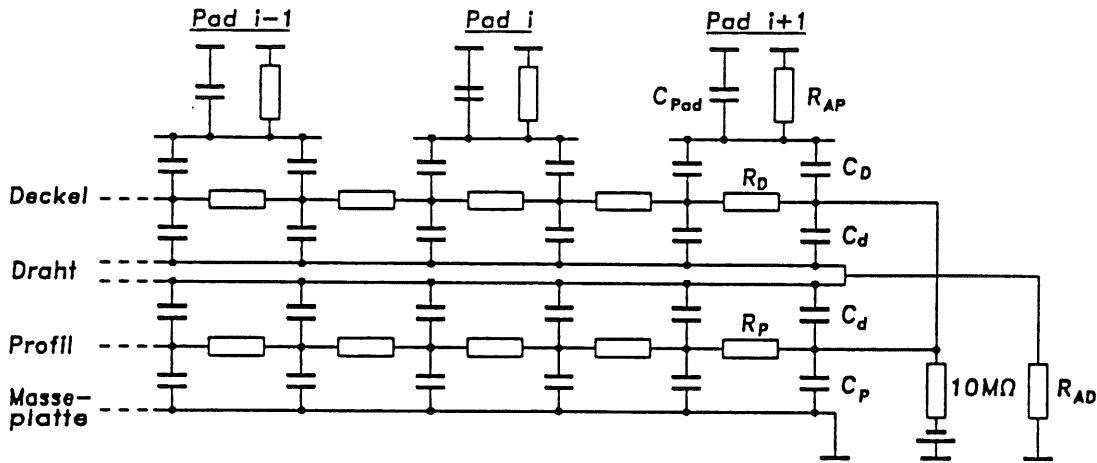 Pad i-1
Pad i
Pad i+1
C_Pad
R_AP
C_D
R_D
Deckel
C_d
Draht
C_d
R_P
Profil
C_P
10MΩ
R_AD
Masse-
platte